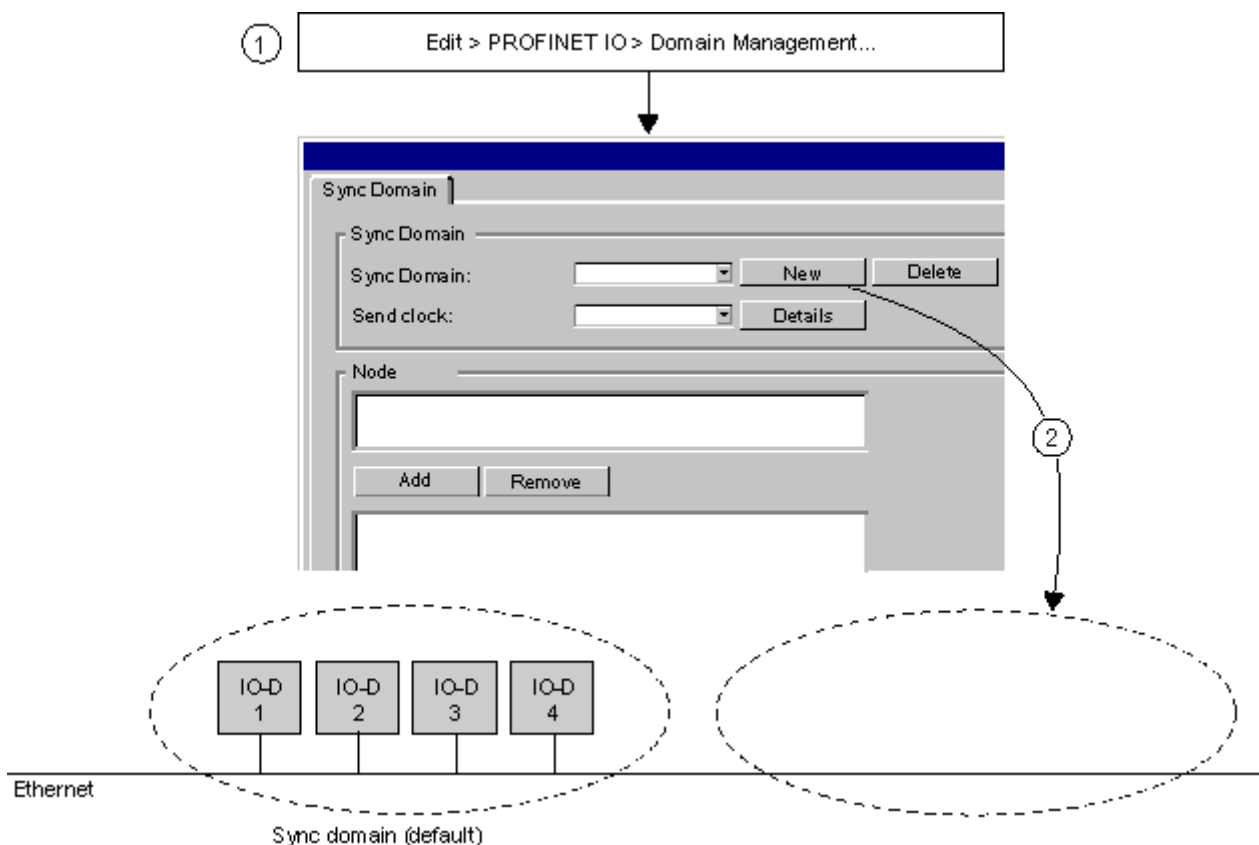 1
Edit > PROFINET IO > Domain Management...
Sync Domain
Sync Domain
Sync Domain:
New
Delete
Send clock:
Details
Node
2
Add
Remove
IO-D
1
IO-D
2
IO-D
3
IO-D
4
Ethernet
Sync domain (default)